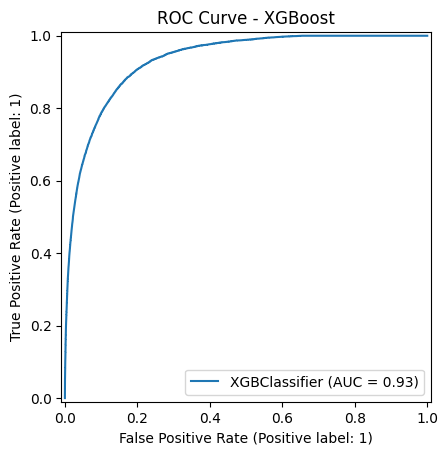 ROC Curve - XGBoost
True Positive Rate (Positive label: 1)
1.0
0.8
0.6
0.4
0.2
0.0
XGBClassifier (AUC = 0.93)
0.0 0.2 0.4 0.6 0.8 1.0
False Positive Rate (Positive label: 1)